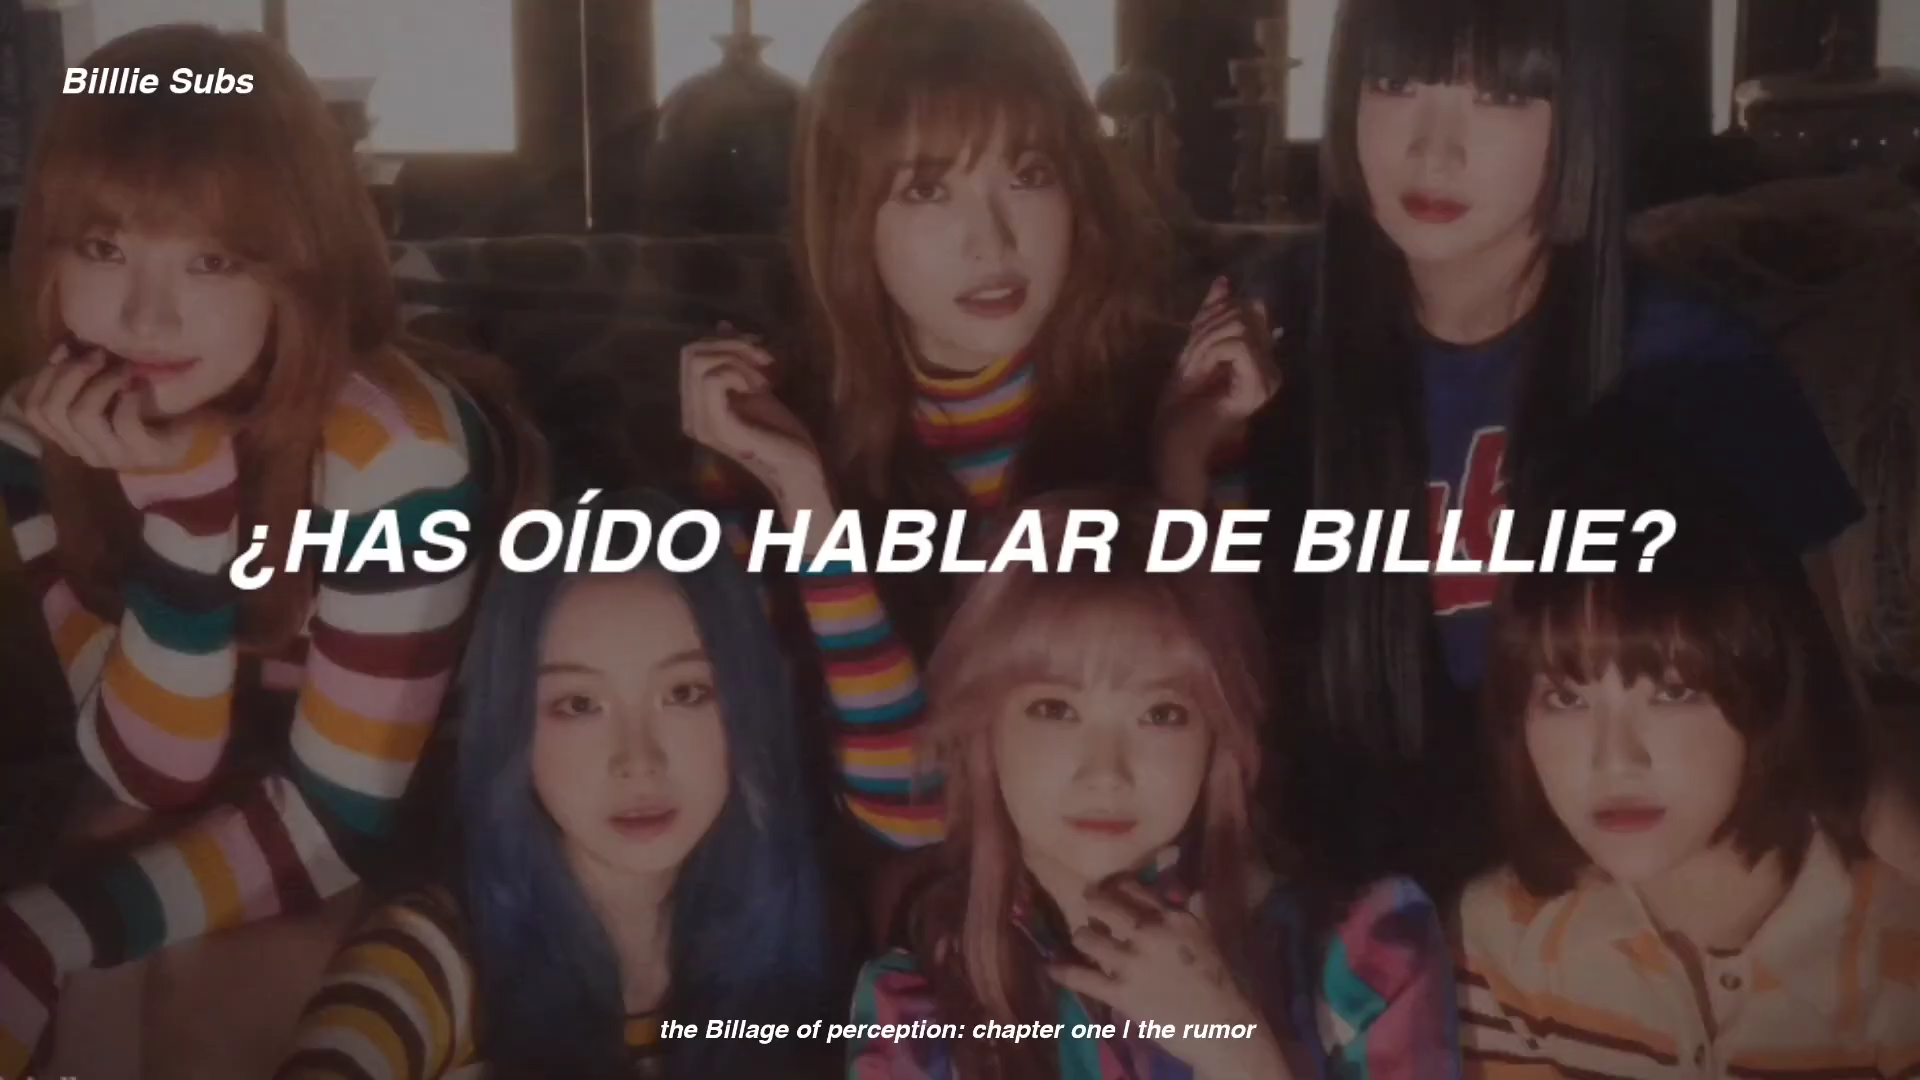 Billlie Subs
¿HAS OÍDO HABLAR DE BILLLIE?
the Billage of perception: chapter one | the rumor